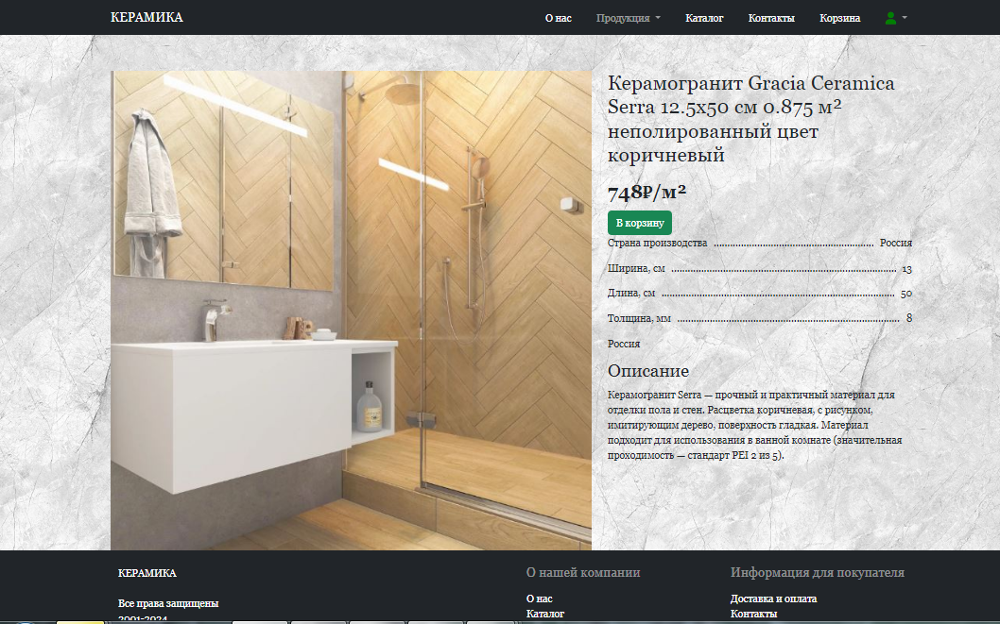 КЕРАМИКА
О нас
Продукция
Каталог
Контакты
Корзина
Керамогранит Gracia Ceramica
Serra 12.5x50 см 0.875 м²
неполированный цвет
коричневый
748₽/м²
В корзину
Страна производства ........ Россия
Ширина, см ........ 13
Длина, см ........ 50
Толщина, мм ........ 8
Россия
Описание
Керамогранит Serra — прочный и практичный материал для
отделки пола и стен. Расцветка коричневая, с рисунком,
имитирующим дерево, поверхность гладкая. Материал
подходит для использования в ванной комнате (значительная
проходимость — стандарт PEI 2 из 5).
КЕРАМИКА
Все права защищены
2001-2024
О нашей компании
О нас
Каталог
Информация для покупателя
Доставка и оплата
Контакты